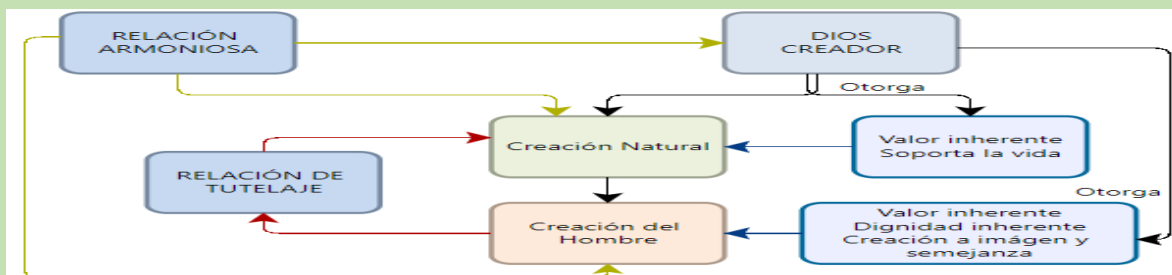 RELACIÓN
ARMONIOSA
DIOS
CREADOR
Otorga
Creación Natural
Valor inherente
Soporta la vida
RELACIÓN DE
TUTELAJE
Otorga
Creación del
Hombre
Valor inherente
Dignidad inherente
Creación a imágen y
semejanza